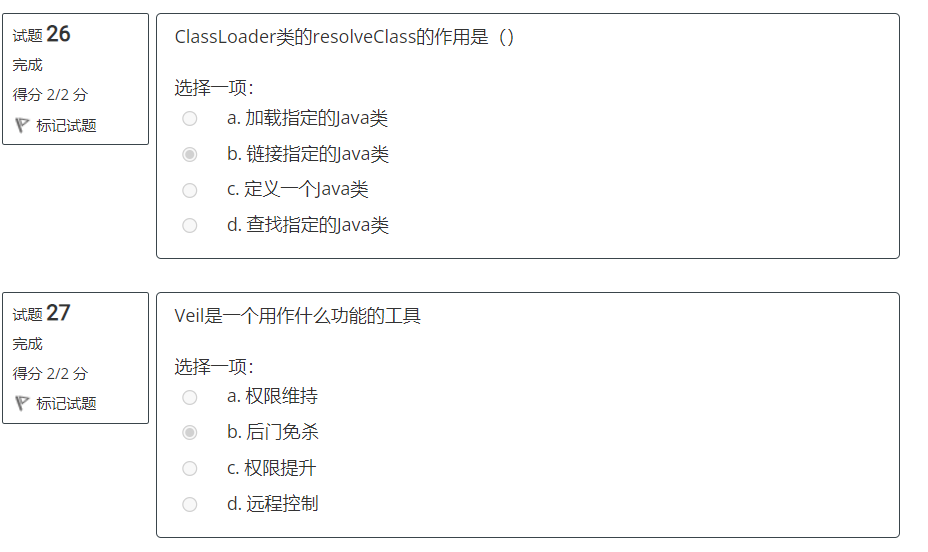 试题 26
完成
得分 2/2 分
标记试题
ClassLoader类的resolveClass的作用是（）
选择一项：
a. 加载指定的Java类
b. 链接指定的Java类
c. 定义一个Java类
d. 查找指定的Java类
试题 27
完成
得分 2/2 分
标记试题
Veil是一个用作什么功能的工具
选择一项：
a. 权限维持
b. 后门免杀
c. 权限提升
d. 远程控制